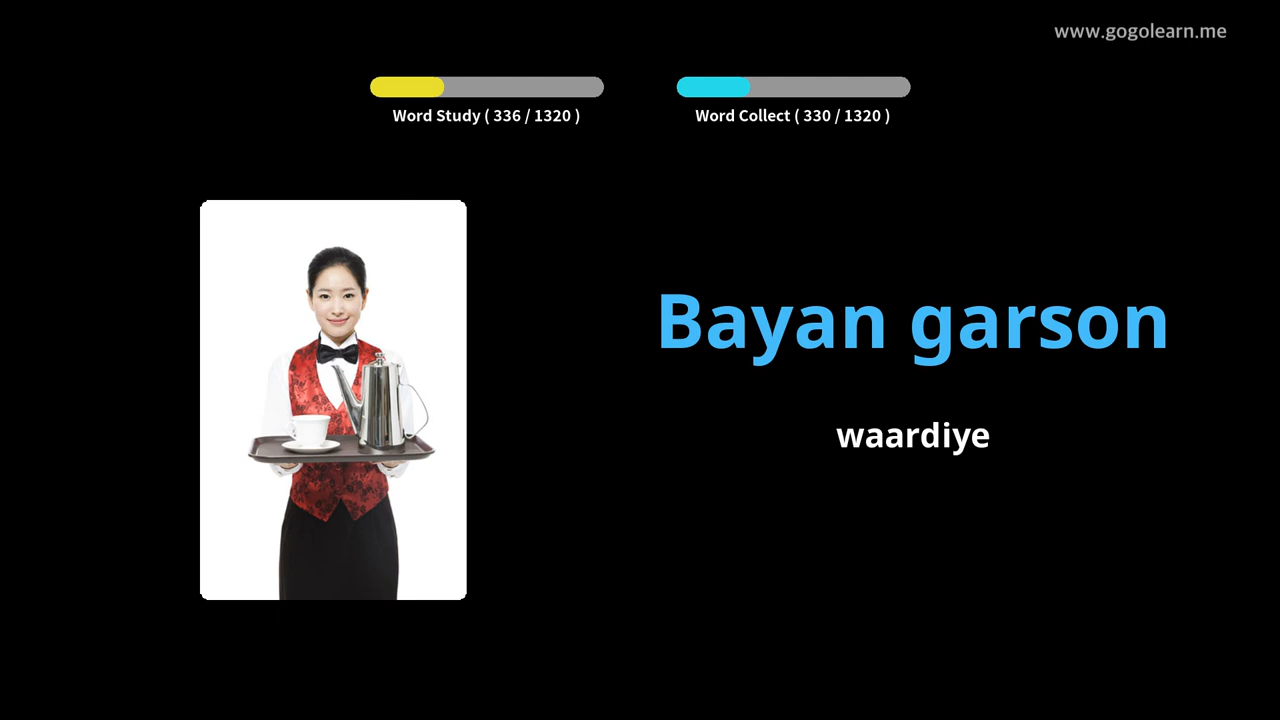 www.gogolearn.me
Word Study ( 336 / 1320 )
Word Collect ( 330 / 1320 )
Bayan garson
waardiye